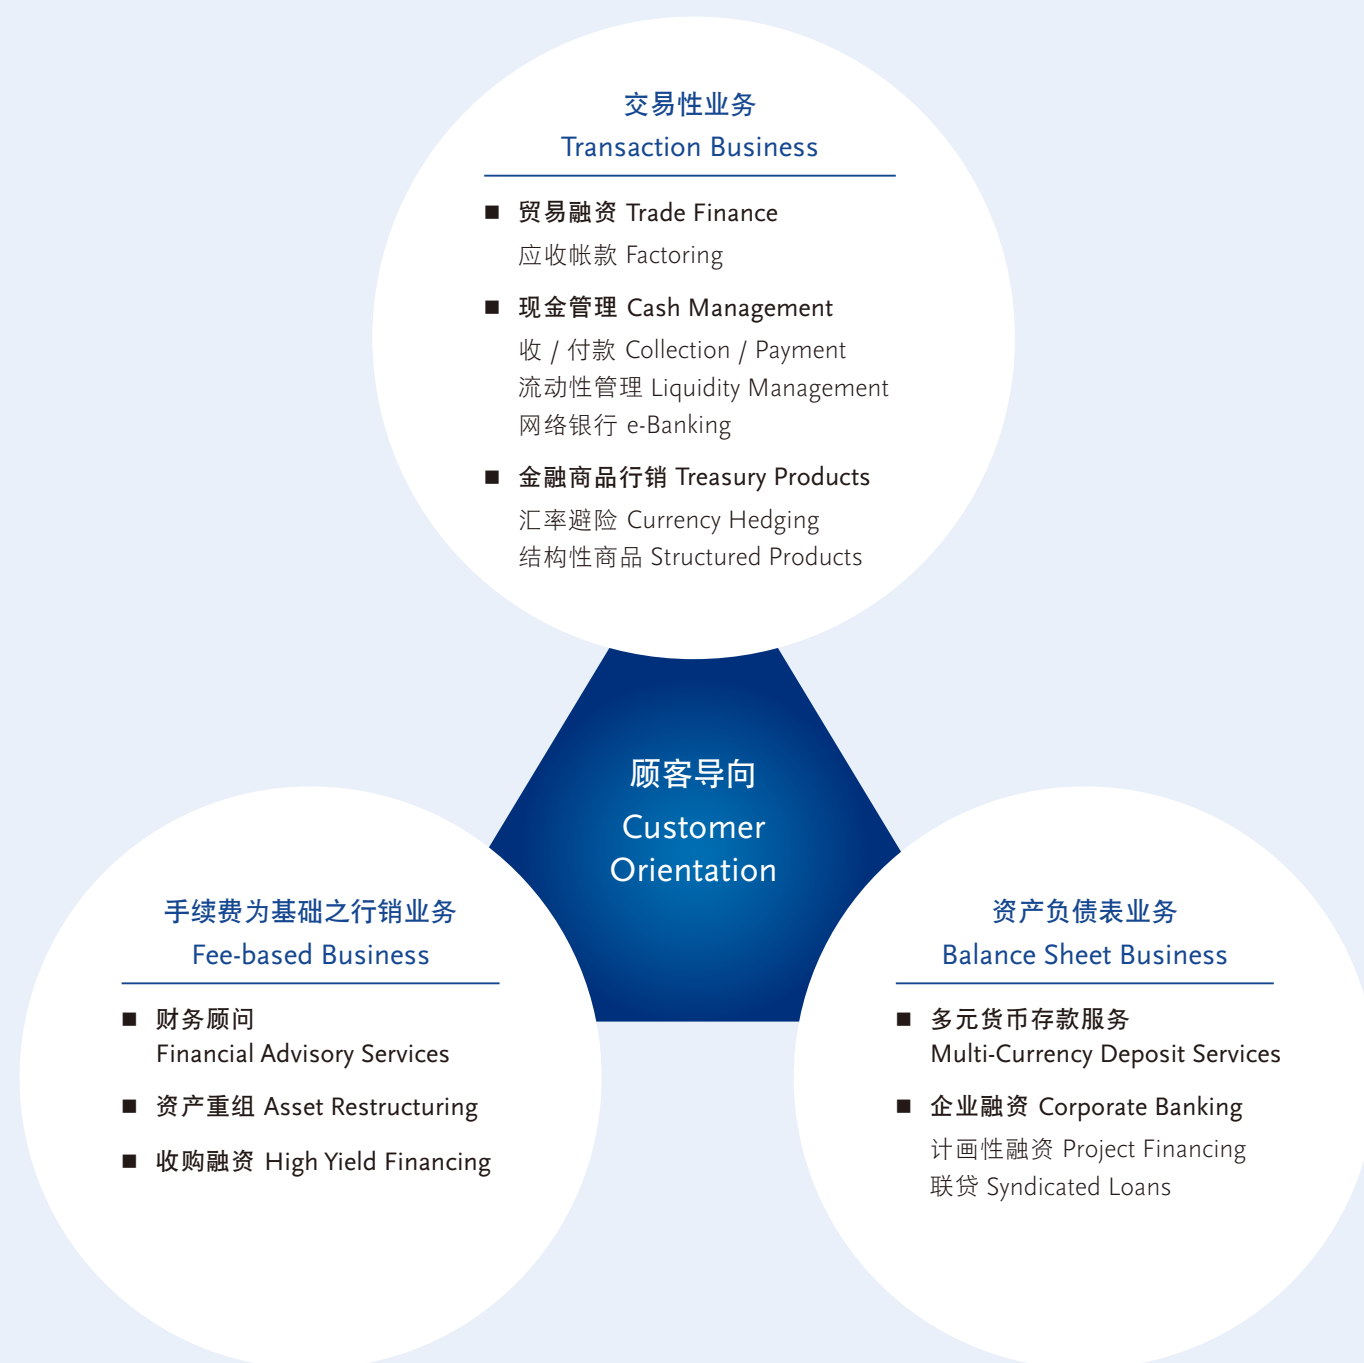 交易性业务
Transaction Business
■ 贸易融资 Trade Finance
应收帐款 Factoring
■ 现金管理 Cash Management
收 / 付款 Collection / Payment
流动性管理 Liquidity Management
网络银行 e-Banking
■ 金融商品行销 Treasury Products
汇率避险 Currency Hedging
结构性商品 Structured Products
顾客导向
Customer
Orientation
手续费为基础之行销业务
Fee-based Business
■ 财务顾问
Financial Advisory Services
■ 资产重组 Asset Restructuring
■ 收购融资 High Yield Financing
资产负债表业务
Balance Sheet Business
■ 多元货币存款服务
Multi-Currency Deposit Services
■ 企业融资 Corporate Banking
计画性融资 Project Financing
联贷 Syndicated Loans